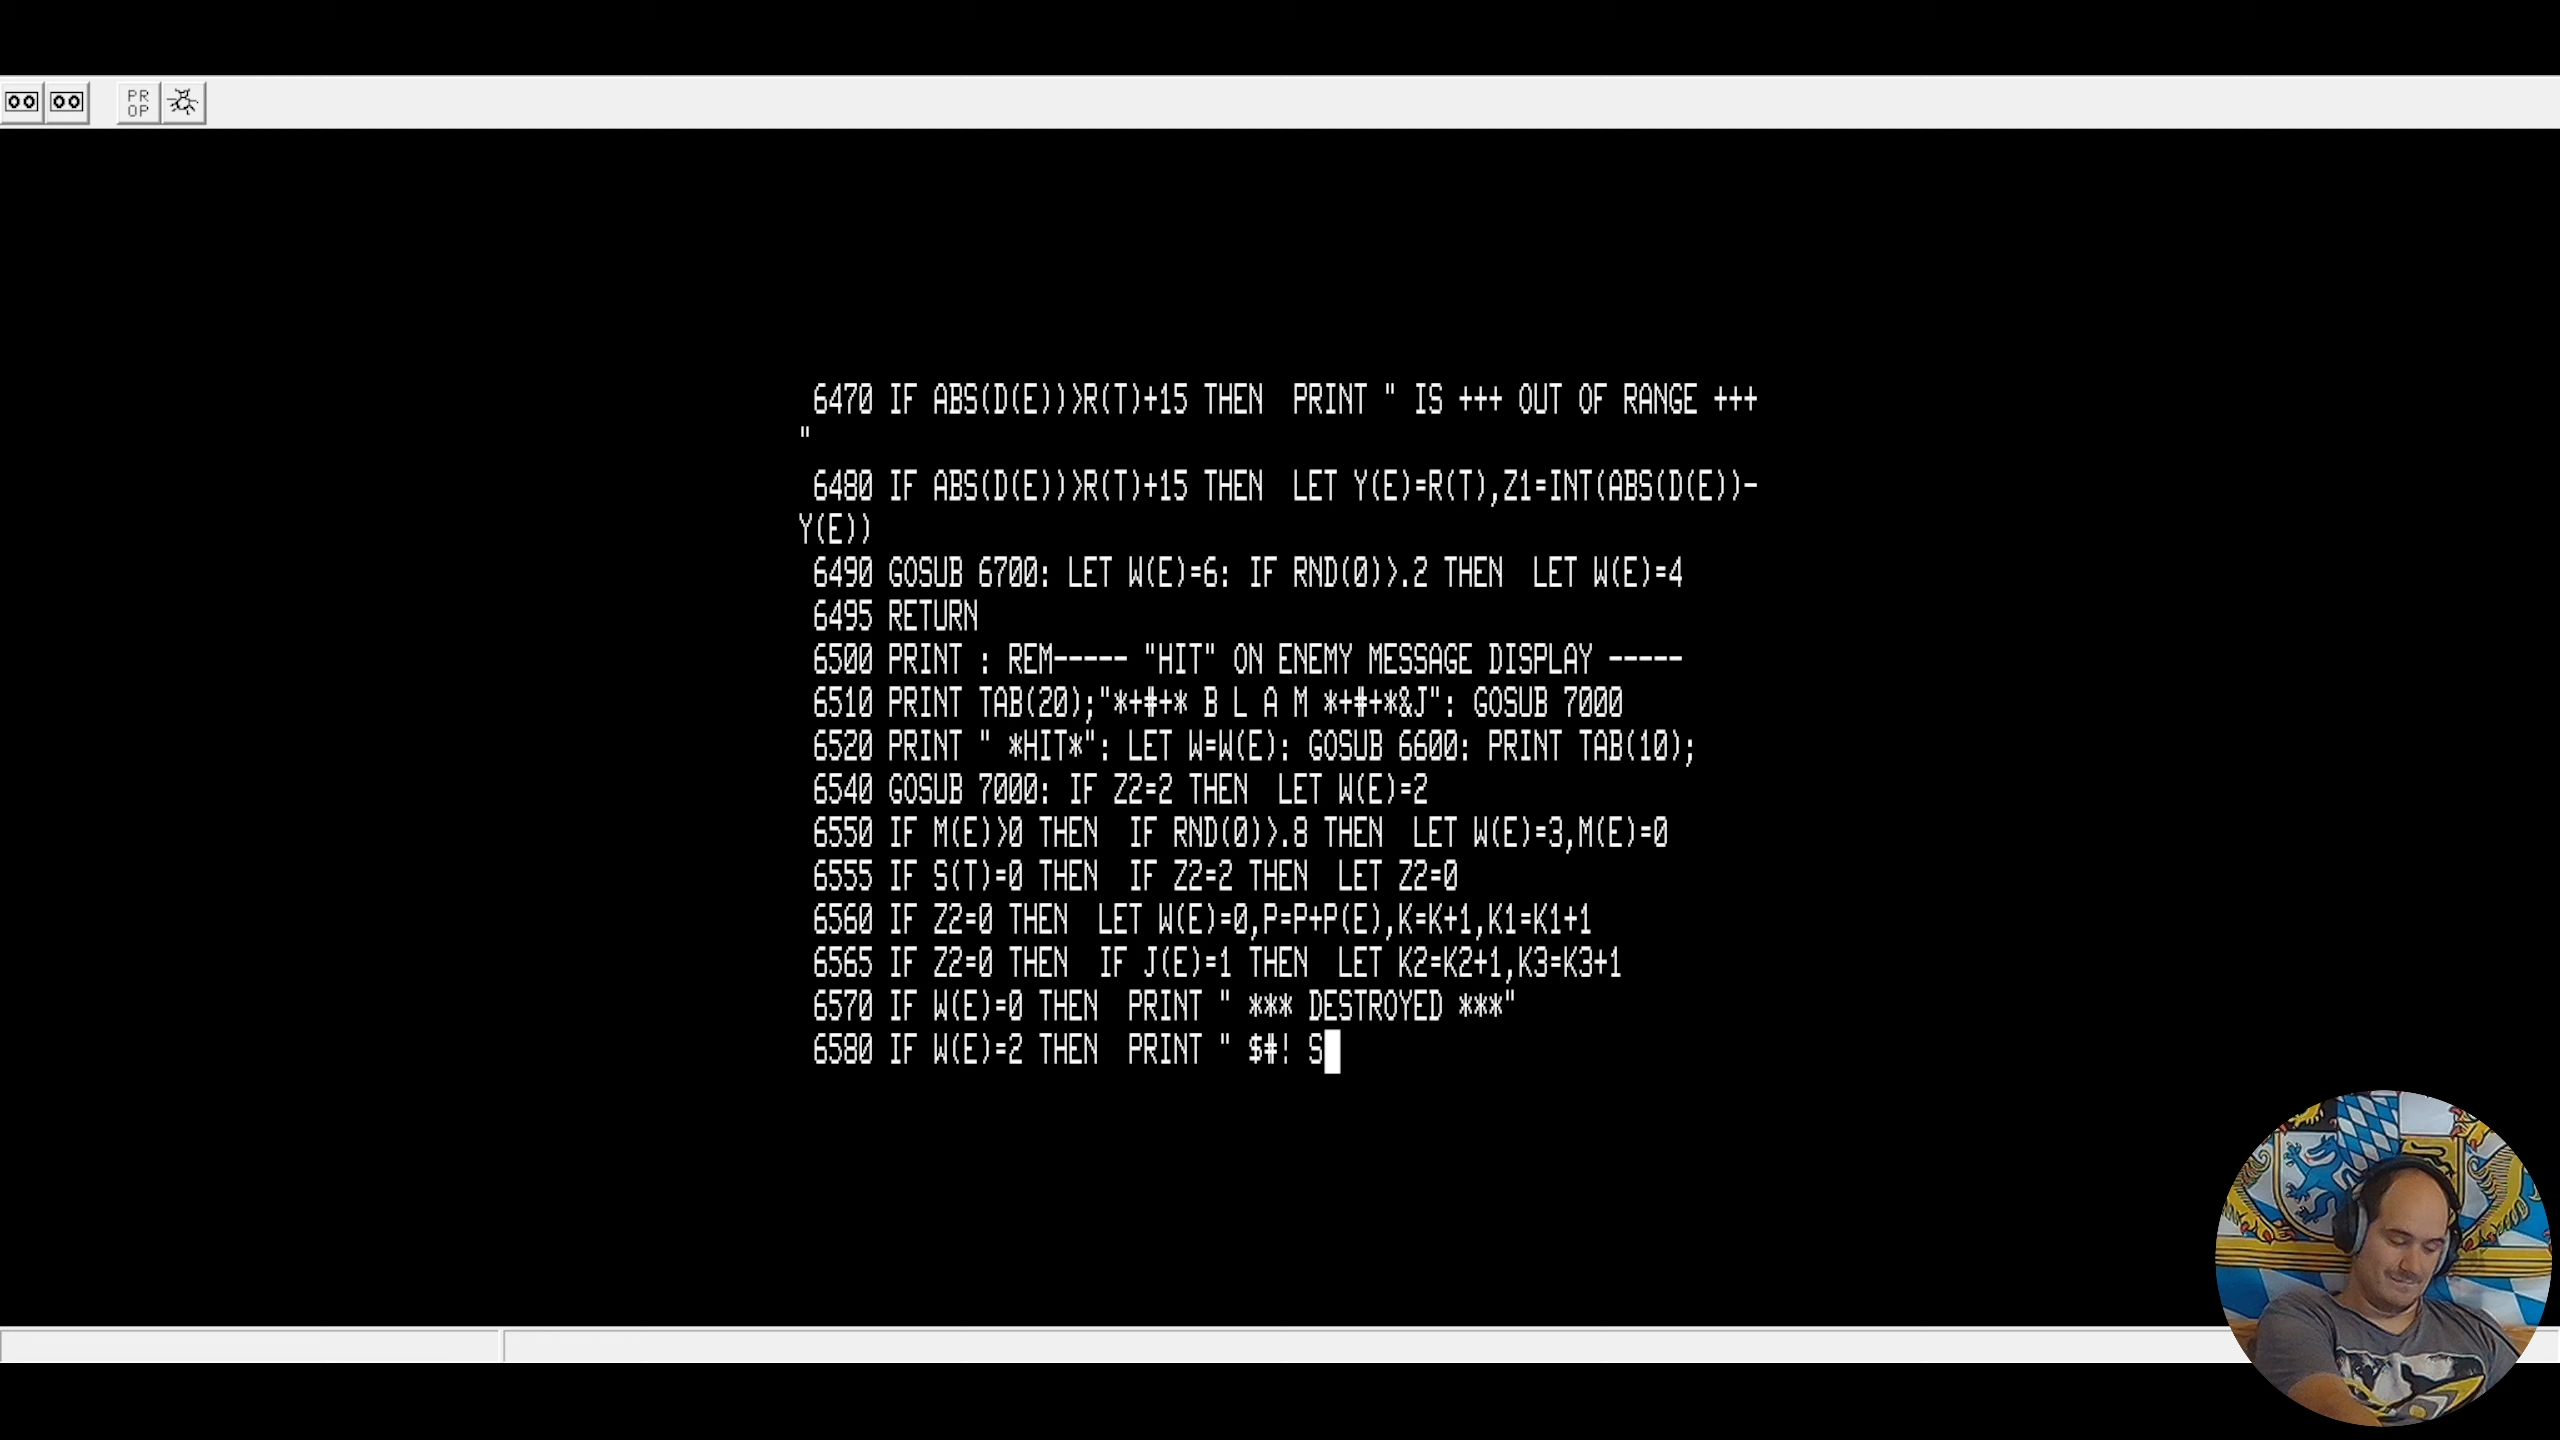 PR
OP
6470 IF ABS(D(E))>R(T)+15 THEN  PRINT " IS +++ OUT OF RANGE +++
"
6480 IF ABS(D(E))>R(T)+15 THEN  LET Y(E)=R(T),Z1=INT(ABS(D(E))-
Y(E))
6490 GOSUB 6700: LET W(E)=6: IF RND(0)>.2 THEN  LET W(E)=4
6495 RETURN
6500 PRINT : REM----- "HIT" ON ENEMY MESSAGE DISPLAY -----
6510 PRINT TAB(20);"*+#+* B L A M *+#+*&J": GOSUB 7000
6520 PRINT " *HIT*": LET W=W(E): GOSUB 6600: PRINT TAB(10);
6540 GOSUB 7000: IF Z2=2 THEN  LET W(E)=2
6550 IF M(E)>0 THEN  IF RND(0)>.8 THEN  LET W(E)=3,M(E)=0
6555 IF S(T)=0 THEN  IF Z2=2 THEN  LET Z2=0
6560 IF Z2=0 THEN  LET W(E)=0,P=P+P(E),K=K+1,K1=K1+1
6565 IF Z2=0 THEN  IF J(E)=1 THEN  LET K2=K2+1,K3=K3+1
6570 IF W(E)=0 THEN  PRINT " *** DESTROYED ***"
6580 IF W(E)=2 THEN  PRINT " $#! S